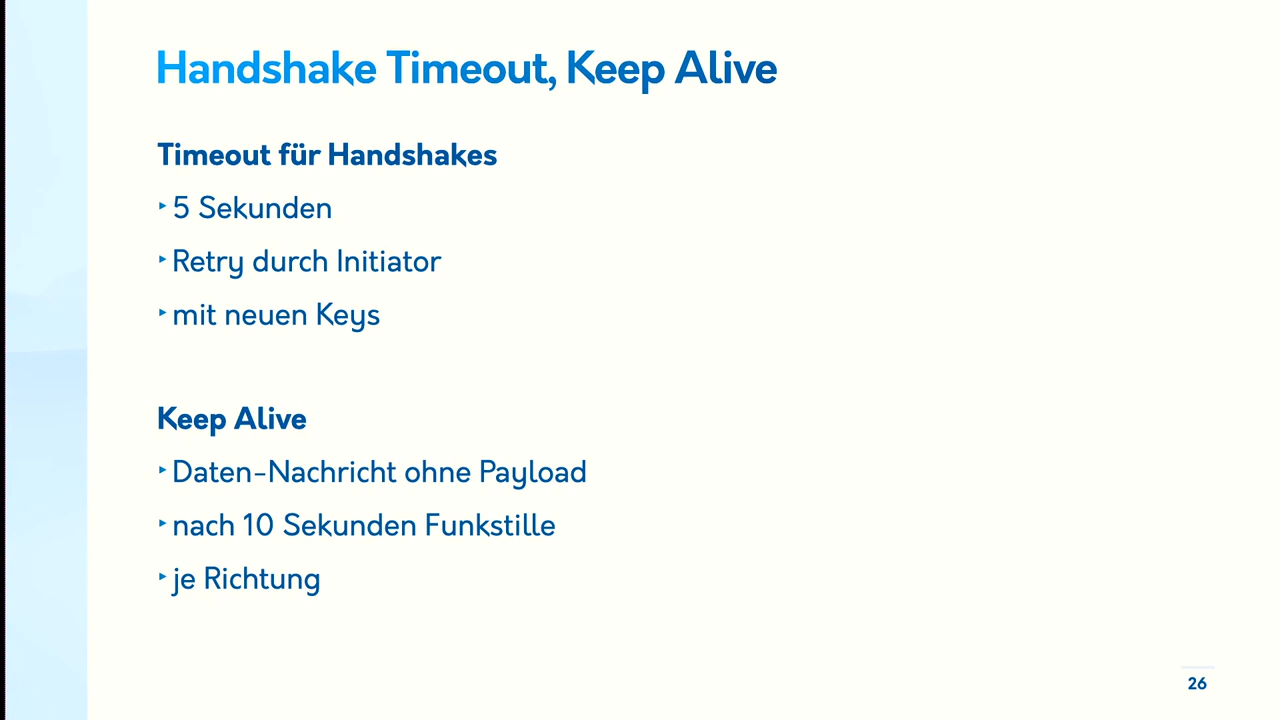 Handshake Timeout, Keep Alive
Timeout für Handshakes
‣ 5 Sekunden
‣ Retry durch Initiator
‣ mit neuen Keys
Keep Alive
‣ Daten-Nachricht ohne Payload
‣ nach 10 Sekunden Funkstille
‣ je Richtung
26